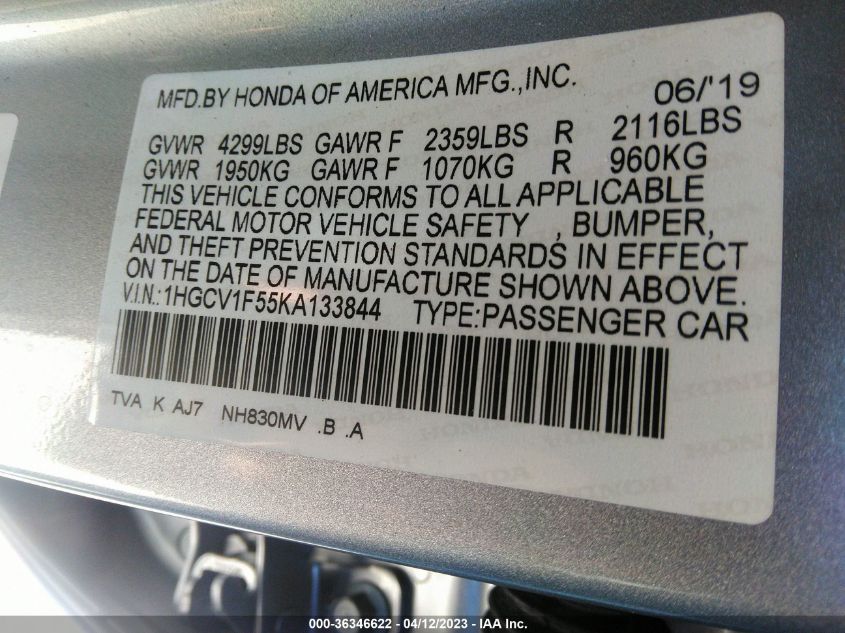 MFD.BY HONDA OF AMERICA MFG.,INC. 06/'19
GVWR 4299LBS GAWR F 2359LBS R 2116LBS
GVWR 1950KG GAWR F 1070KG R 960KG
THIS VEHICLE CONFORMS TO ALL APPLICABLE
FEDERAL MOTOR VEHICLE SAFETY , BUMPER,
AND THEFT PREVENTION STANDARDS IN EFFECT
ON THE DATE OF MANUFACTURE SHOWN ABOVE.
V.I.N.:1HGCV1F55KA133844 TYPE:PASSENGER CAR
TVA K AJ7 NH830MV .B .A
000-36346622 - 04/12/2023 - IAA Inc.